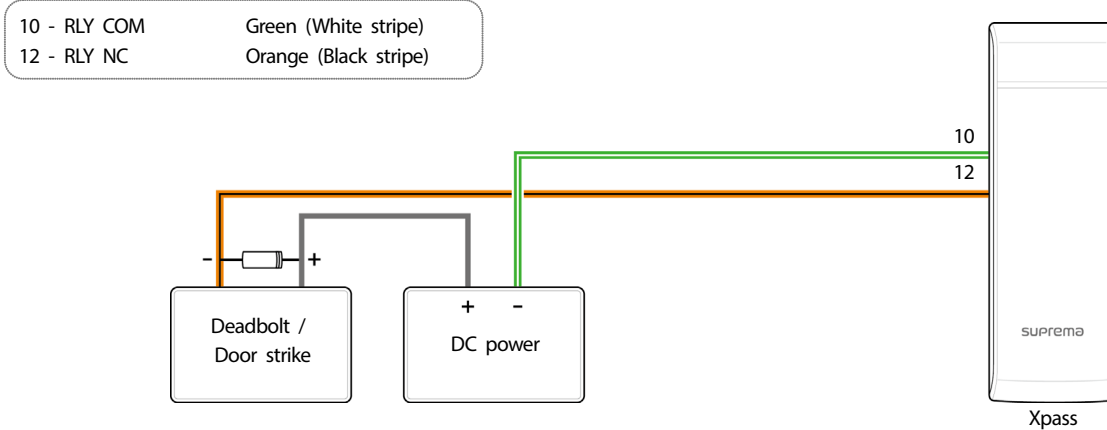 10 - RLY COM Green (White stripe)
12 - RLY NC Orange (Black stripe)
10
12
- +
+ -
Deadbolt /
Door strike
DC power
suprema
Xpass